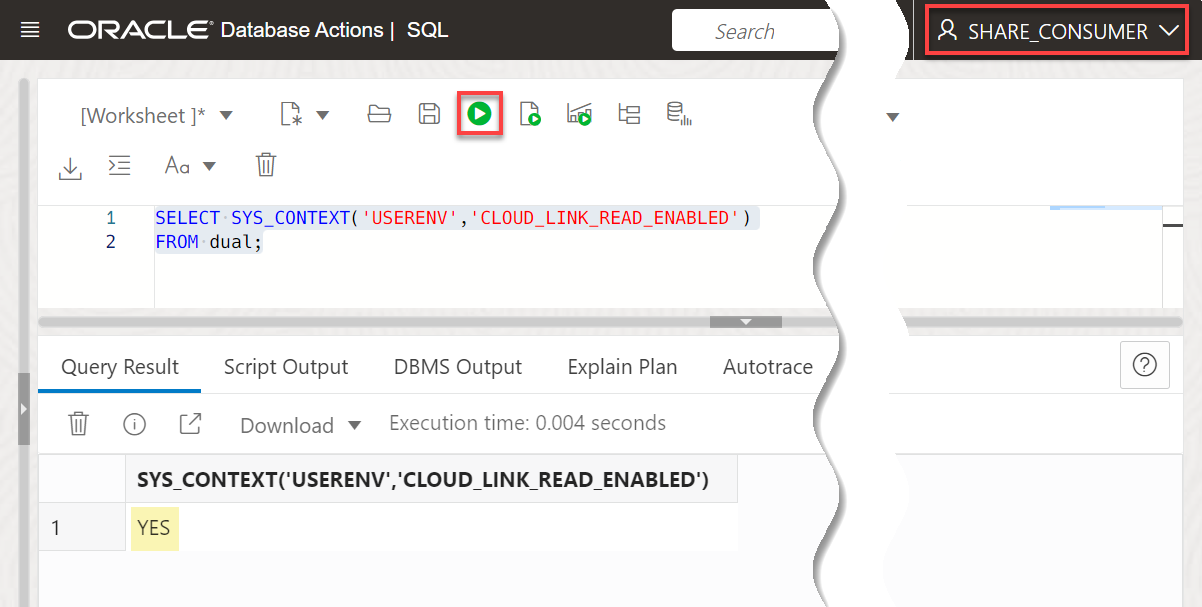 ORACLE® Database Actions | SQL
Search
SHARE_CONSUMER
[Worksheet ]*
Aa
1 SELECT SYS_CONTEXT('USERENV','CLOUD_LINK_READ_ENABLED')
2 FROM dual;
Query Result Script Output DBMS Output Explain Plan Autotrace
Download Execution time: 0.004 seconds
SYS_CONTEXT('USERENV','CLOUD_LINK_READ_ENABLED')
1 YES